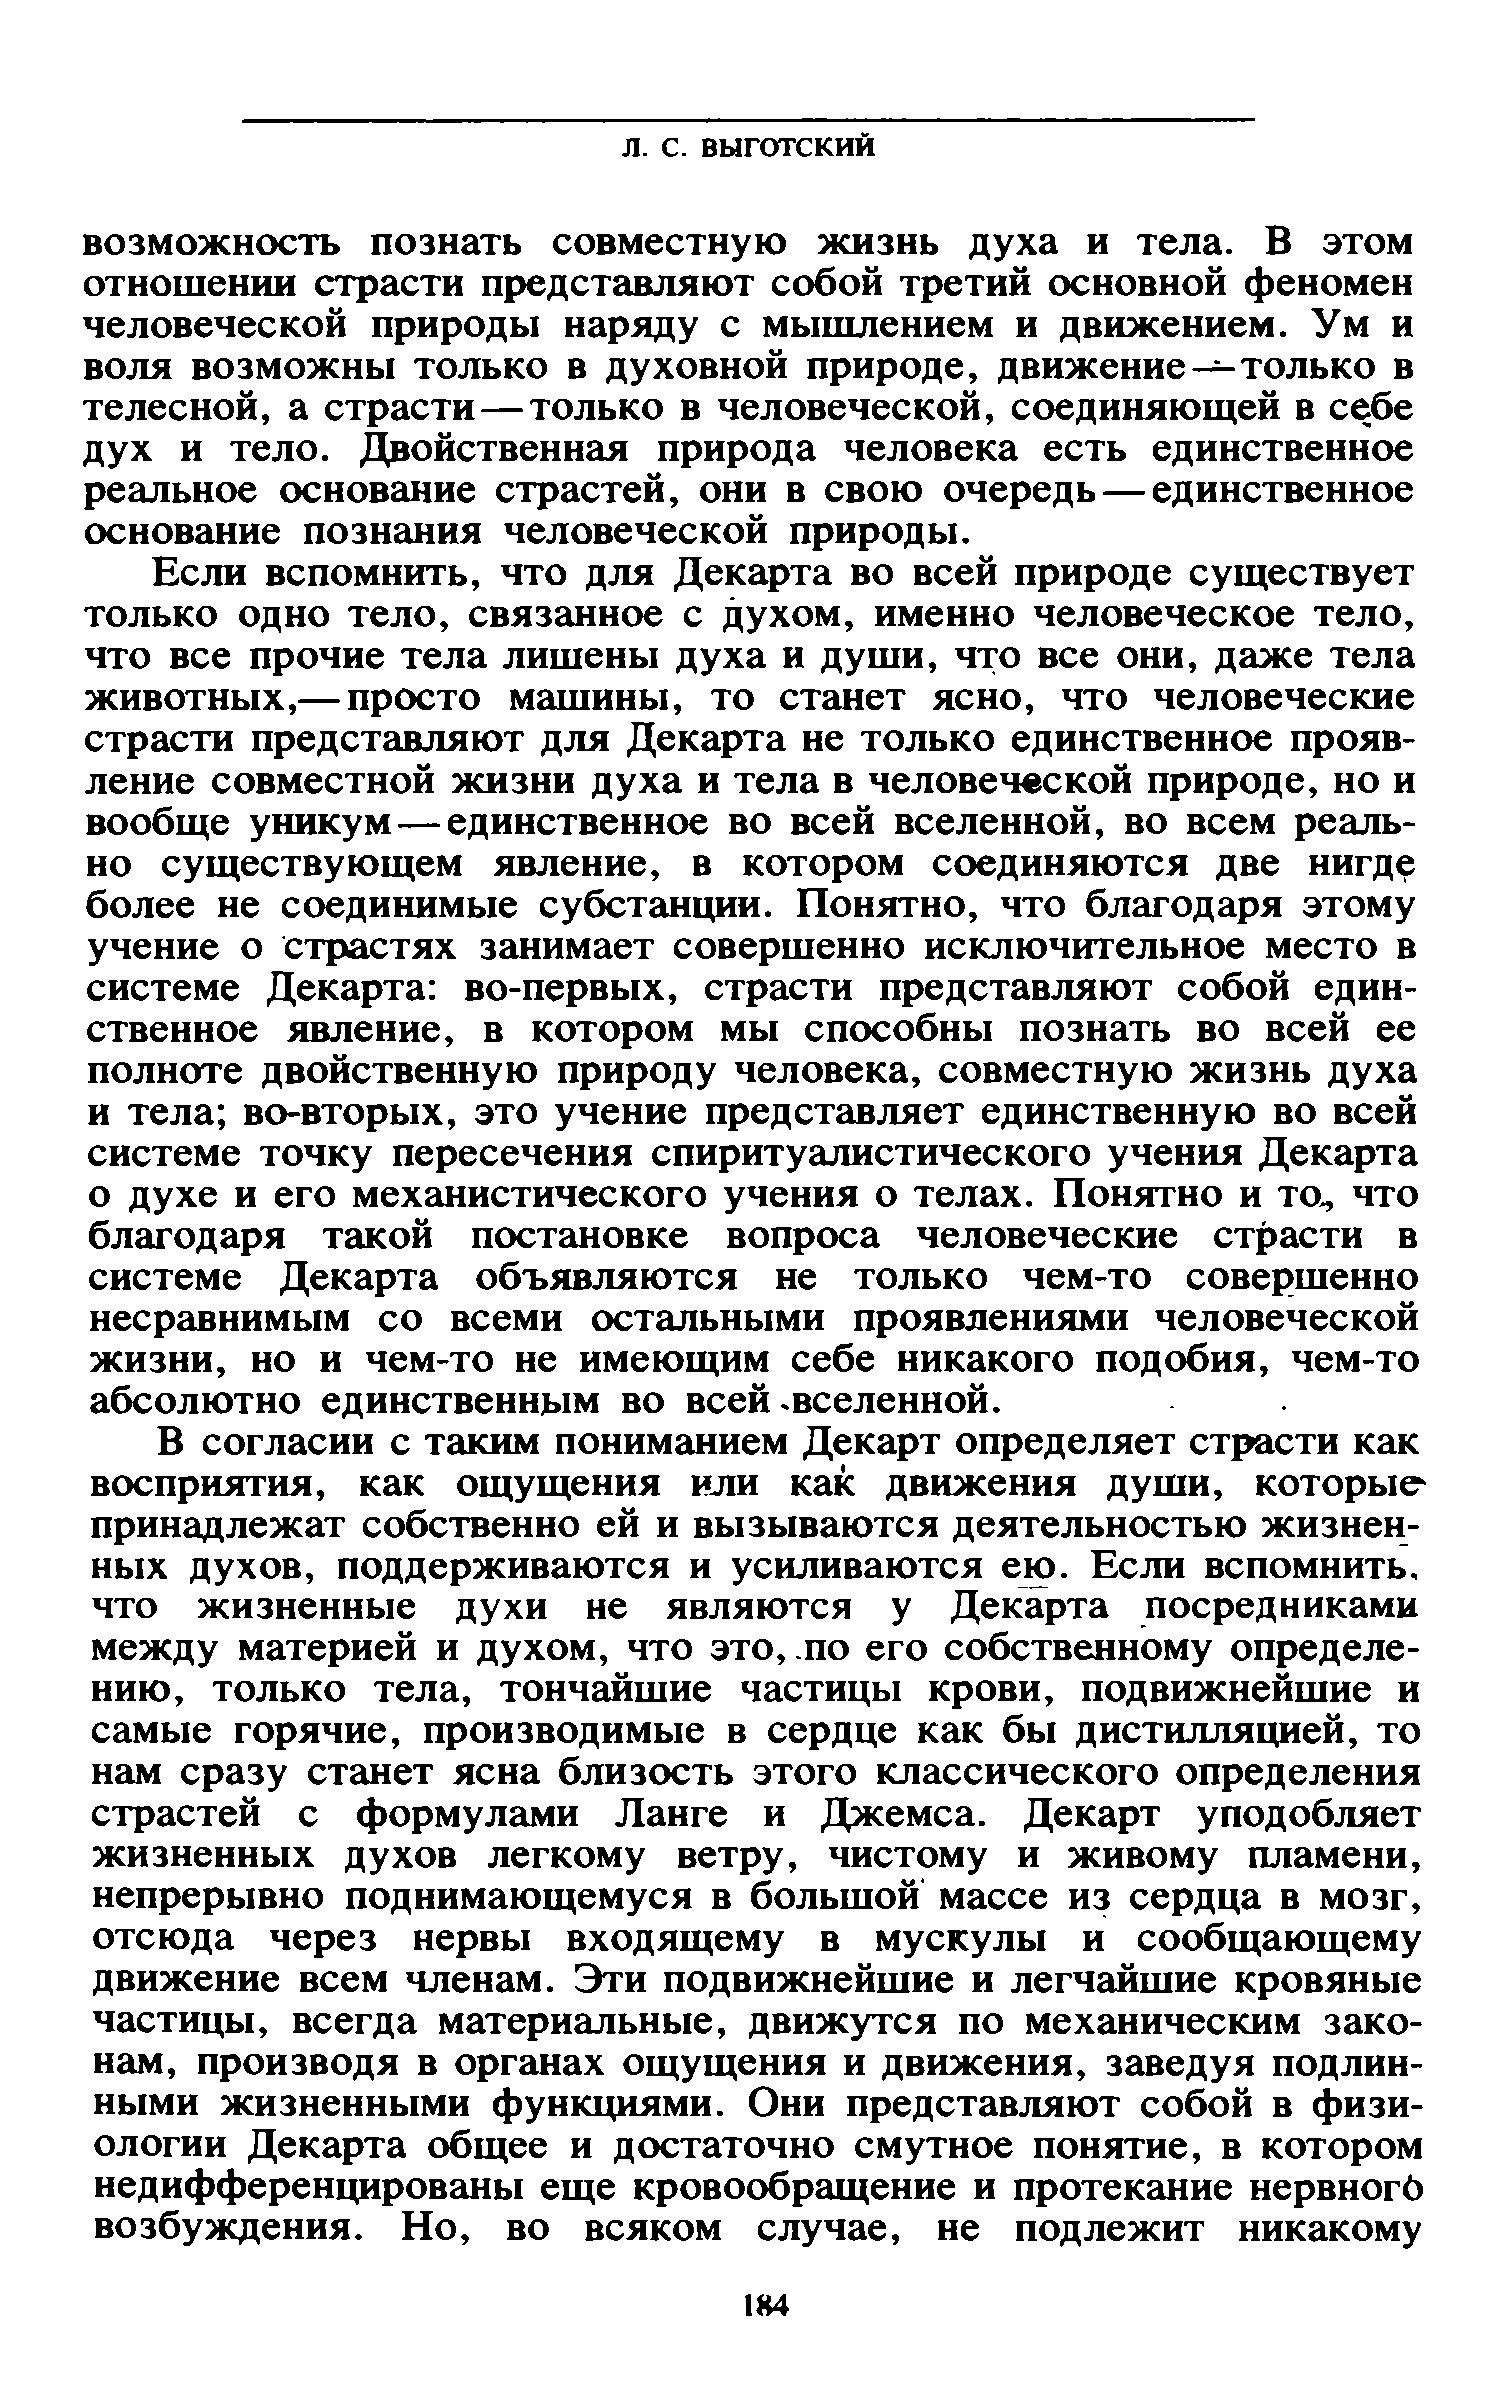 Л. С. ВЫГОТСКИЙ
возможность познать совместную жизнь духа и тела. В этом
отношении страсти представляют собой третий основной феномен
человеческой природы наряду с мышлением и движением. Ум и
воля возможны только в духовной природе, движение—только в
телесной, а страсти—только в человеческой, соединяющей в себе
дух и тело. Двойственная природа человека есть единственное
реальное основание страстей, они в свою очередь—единственное
основание познания человеческой природы.
Если вспомнить, что для Декарта во всей природе существует
только одно тело, связанное с духом, именно человеческое тело,
что все прочие тела лишены духа и души, что все они, даже тела
животных,—просто машины, то станет ясно, что человеческие
страсти представляют для Декарта не только единственное прояв-
ление совместной жизни духа и тела в человеческой природе, но и
вообще уникум—единственное во всей вселенной, во всем реаль-
но существующем явление, в котором соединяются две нигде
более не соединимые субстанции. Понятно, что благодаря этому
учение о страстях занимает совершенно исключительное место в
системе Декарта: во-первых, страсти представляют собой един-
ственное явление, в котором мы способны познать во всей ее
полноте двойственную природу человека, совместную жизнь духа
и тела; во-вторых, это учение представляет единственную во всей
системе точку пересечения спиритуалистического учения Декарта
о духе и его механистического учения о телах. Понятно и то, что
благодаря такой постановке вопроса человеческие страсти в
системе Декарта объявляются не только чем-то совершенно
несравнимым со всеми остальными проявлениями человеческой
жизни, но и чем-то не имеющим себе никакого подобия, чем-то
абсолютно единственным во всей вселенной.
В согласии с таким пониманием Декарт определяет страсти как
восприятия, как ощущения или как движения души, которые
принадлежат собственно ей и вызываются деятельностью жизнен-
ных духов, поддерживаются и усиливаются ею. Если вспомнить,
что жизненные духи не являются у Декарта посредниками
между материей и духом, что это, по его собственному определе-
нию, только тела, тончайшие частицы крови, подвижнейшие и
самые горячие, производимые в сердце как бы дистилляцией, то
нам сразу станет ясна близость этого классического определения
страстей с формулами Ланге и Джемса. Декарт уподобляет
жизненных духов легкому ветру, чистому и живому пламени,
непрерывно поднимающемуся в большой массе из сердца в мозг,
отсюда через нервы входящему в мускулы и сообщающему
движение всем членам. Эти подвижнейшие и легчайшие кровяные
частицы, всегда материальные, движутся по механическим зако-
нам, производя в органах ощущения и движения, заведуя подлин-
ными жизненными функциями. Они представляют собой в физи-
ологии Декарта общее и достаточно смутное понятие, в котором
недифференцированы еще кровообращение и протекание нервного
возбуждения. Но, во всяком случае, не подлежит никакому
184